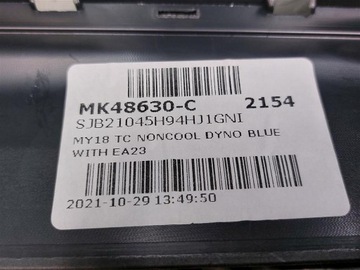 MK48630-C 2154
SJB21045H94HJ1GNI
MY18 TC NONCOOL DYNO BLUE
WITH EA23
2021-10-29 13:49:50